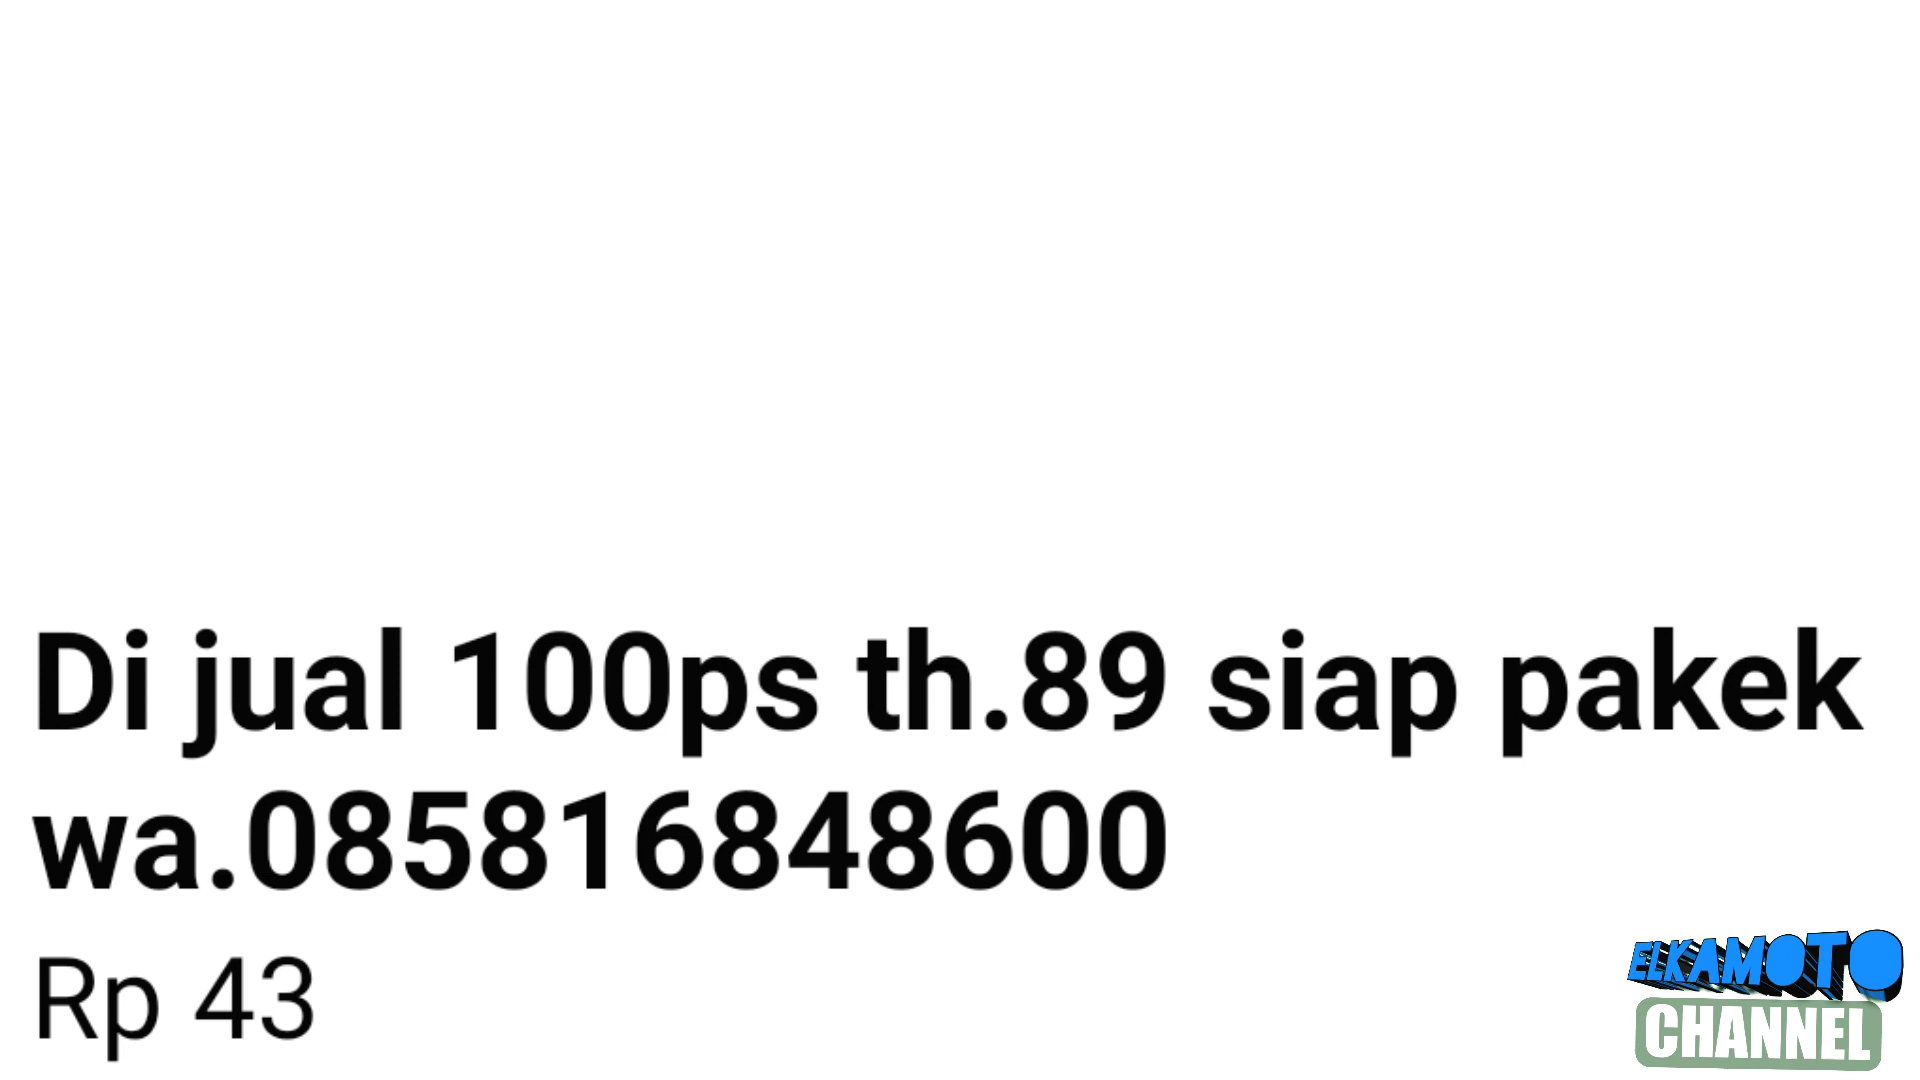 Di jual 100ps th.89 siap pakek
wa.085816848600
Rp 43
ELKAMOTO
CHANNEL